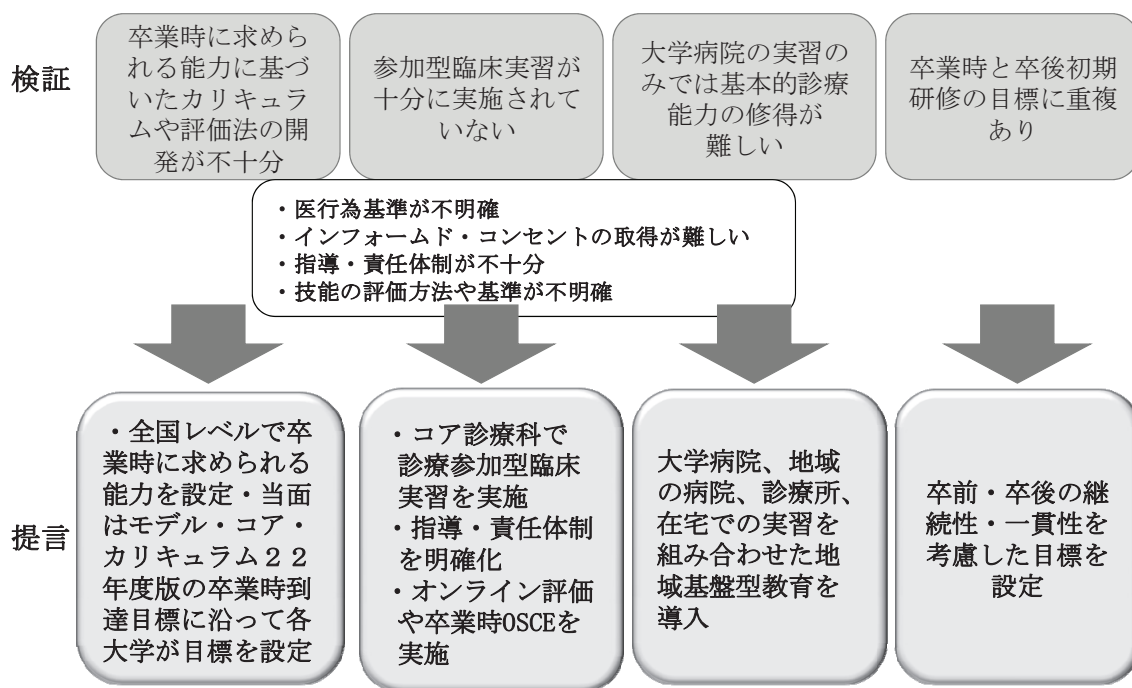 検証
卒業時に求めら
れる能力に基づ
いたカリキュラ
ムや評価法の開
発が不十分
参加型臨床実習が
十分に実施されて
いない
大学病院の実習の
みでは基本的診療
能力の修得が
難しい
卒業時と卒後初期
研修の目標に重複
あり
・医行為基準が不明確
・インフォームド・コンセントの取得が難しい
・指導・責任体制が不十分
・技能の評価方法や基準が不明確
提言
・全国レベルで卒
業時に求められる
能力を設定・当面
はモデル・コア・
カリキュラム２２
年度版の卒業時到
達目標に沿って各
大学が目標を設定
・コア診療科で
診療参加型臨床
実習を実施
・指導・責任体制
を明確化
・オンライン評価
や卒業時OSCEを
実施
大学病院、地域
の病院、診療所、
在宅での実習を
組み合わせた地
域基盤型教育を
導入
卒前・卒後の継
続性・一貫性を
考慮した目標を
設定